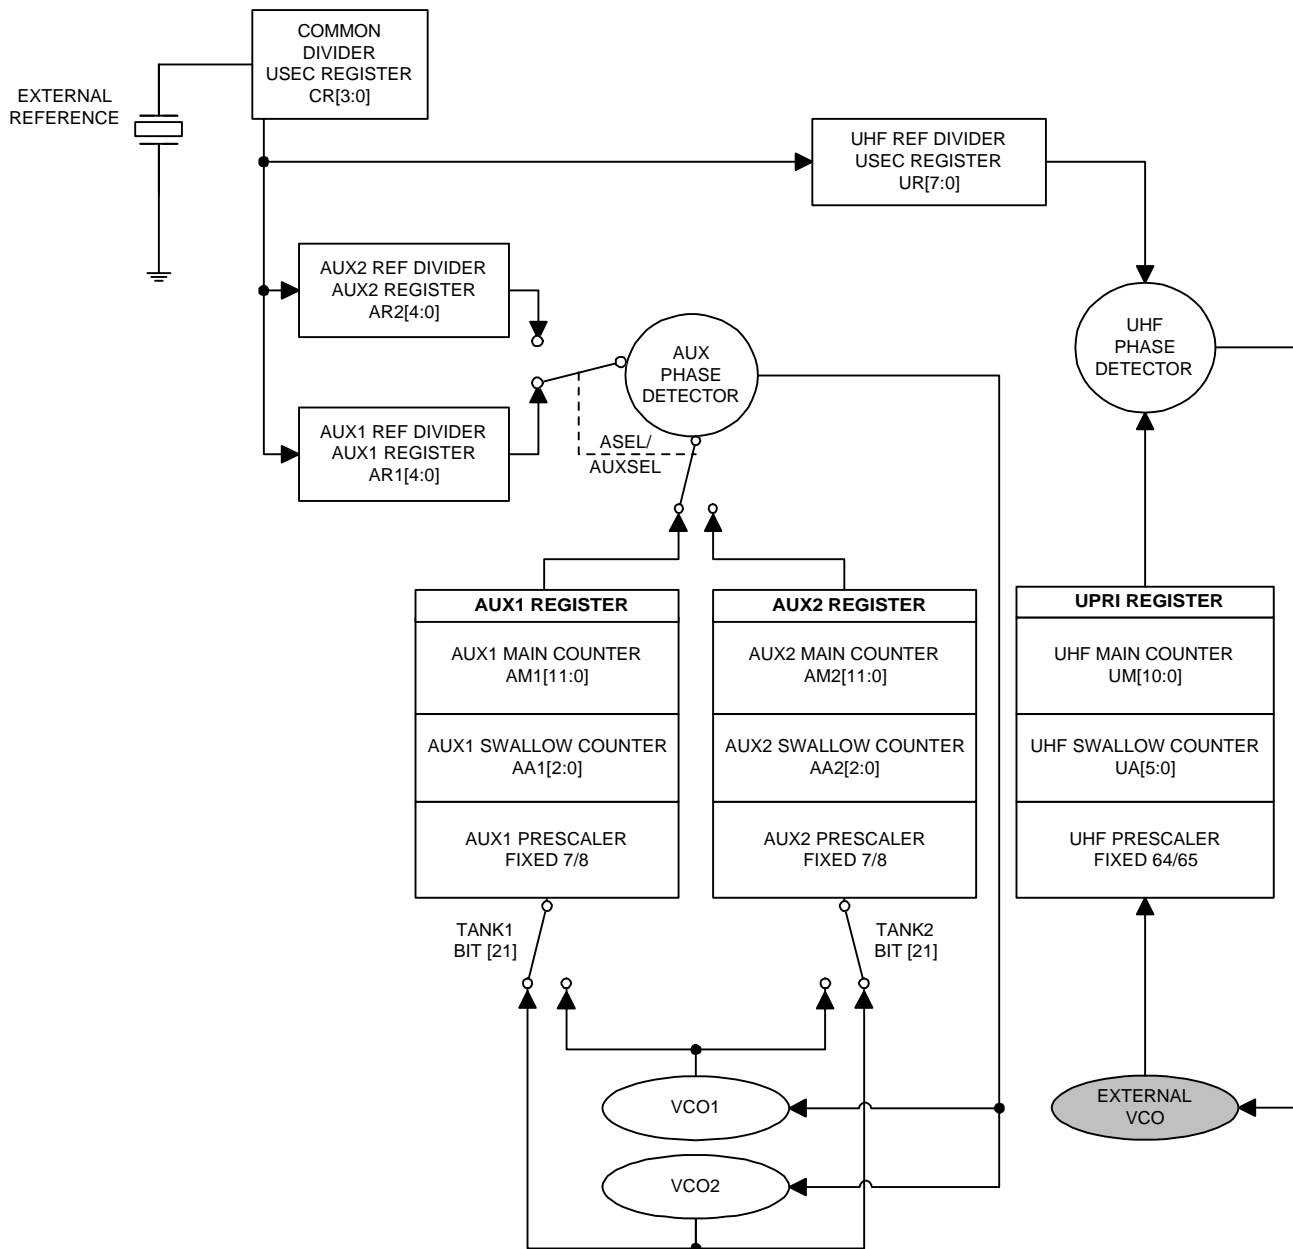 COMMON
DIVIDER
USEC REGISTER
CR[3:0]
EXTERNAL
REFERENCE
UHF REF DIVIDER
USEC REGISTER
UR[7:0]
AUX2 REF DIVIDER
AUX2 REGISTER
AR2[4:0]
AUX
PHASE
DETECTOR
UHF
PHASE
DETECTOR
AUX1 REF DIVIDER
AUX1 REGISTER
AR1[4:0]
ASEL/
AUXSEL
AUX1 REGISTER
AUX1 MAIN COUNTER
AM1[11:0]
AUX1 SWALLOW COUNTER
AA1[2:0]
AUX1 PRESCALER
FIXED 7/8
AUX2 REGISTER
AUX2 MAIN COUNTER
AM2[11:0]
AUX2 SWALLOW COUNTER
AA2[2:0]
AUX2 PRESCALER
FIXED 7/8
UPRI REGISTER
UHF MAIN COUNTER
UM[10:0]
UHF SWALLOW COUNTER
UA[5:0]
UHF PRESCALER
FIXED 64/65
TANK1
BIT [21]
TANK2
BIT [21]
VCO1
EXTERNAL
VCO
VCO2